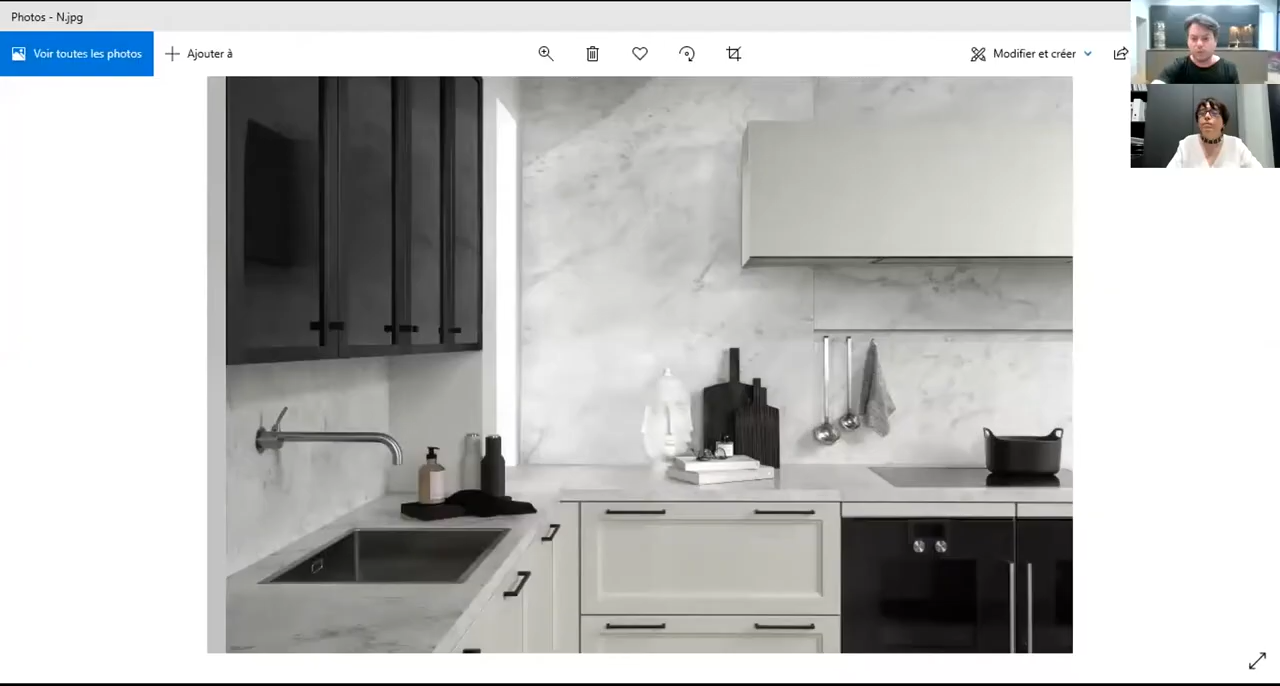 Photos - N.jpg
Voir toutes les photos
Ajouter à
Modifier et créer